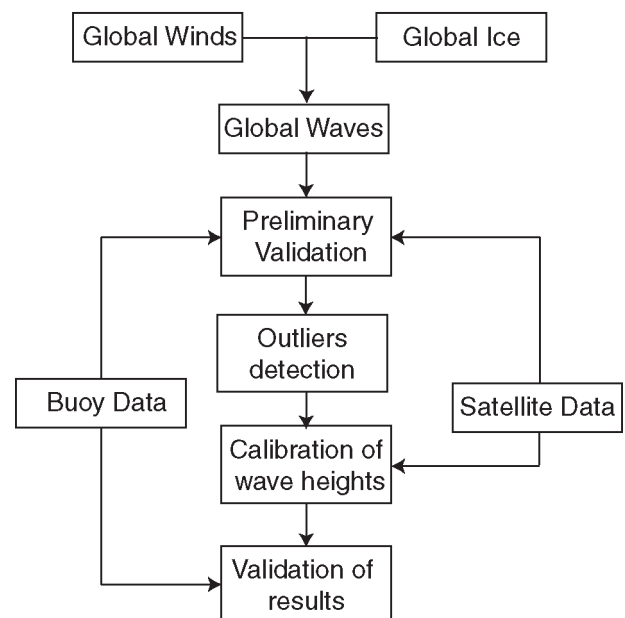 Global Winds
Global Ice
Global Waves
Preliminary
Validation
Outliers
detection
Buoy Data
Satellite Data
Calibration of
wave heights
Validation of
results